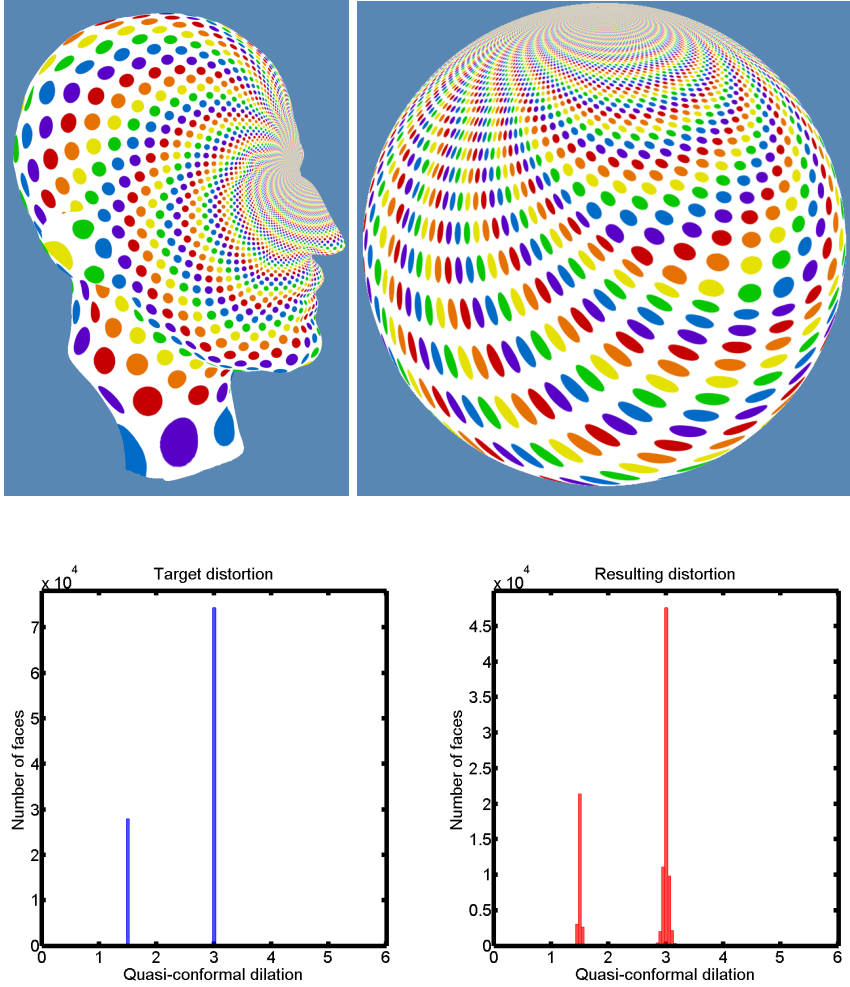 Target distortion
x 10^4
7
6
5
4
3
2
1
0
0 1 2 3 4 5 6
Number of faces
Quasi-conformal dilation
Resulting distortion
x 10^4
4.5
4
3.5
3
2.5
2
1.5
1
0.5
0
0 1 2 3 4 5 6
Number of faces
Quasi-conformal dilation